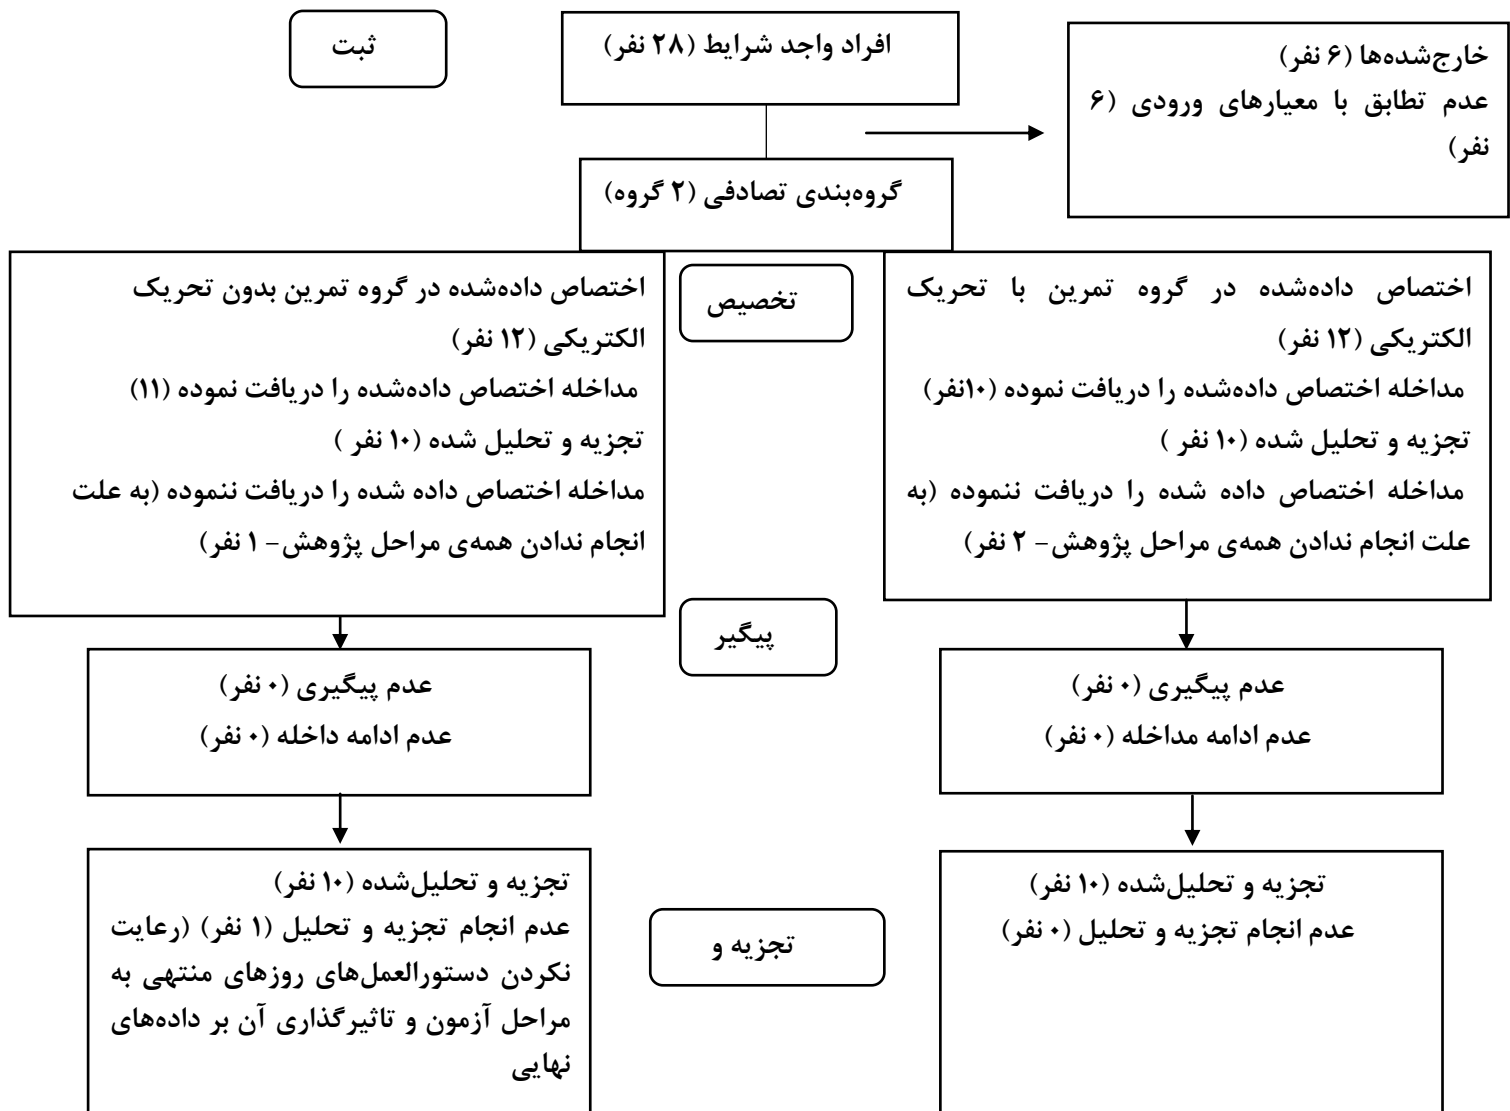 ثبت
افراد واجد شرایط (۲۸ نفر)
خارج‌شده‌ها (۶ نفر)
عدم تطابق با معیارهای ورودی (۶
نفر)
گروه‌بندی تصادفی (۲ گروه)
تخصیص
اختصاص داده‌شده در گروه تمرین با تحریک
الکتریکی (۱۲ نفر)
مداخله اختصاص داده‌شده را دریافت نموده (۱۰نفر)
تجزیه و تحلیل شده (۱۰ نفر )
مداخله اختصاص داده شده را دریافت ننموده (به
علت انجام ندادن همه‌ی مراحل پژوهش- ۲ نفر)
اختصاص داده‌شده در گروه تمرین بدون تحریک
الکتریکی (۱۲ نفر)
مداخله اختصاص داده‌شده را دریافت نموده (۱۱)
تجزیه و تحلیل شده (۱۰ نفر )
مداخله اختصاص داده شده را دریافت ننموده (به علت
انجام ندادن همه‌ی مراحل پژوهش- ۱ نفر)
پیگیر
عدم پیگیری (۰ نفر)
عدم ادامه مداخله (۰ نفر)
عدم پیگیری (۰ نفر)
عدم ادامه داخله (۰ نفر)
تجزیه و
تجزیه و تحلیل‌شده (۱۰ نفر)
عدم انجام تجزیه و تحلیل (۰ نفر)
تجزیه و تحلیل‌شده (۱۰ نفر)
عدم انجام تجزیه و تحلیل (۱ نفر) (رعایت
نکردن دستورالعمل‌های روزهای منتهی به
مراحل آزمون و تاثیرگذاری آن بر داده‌های
نهایی